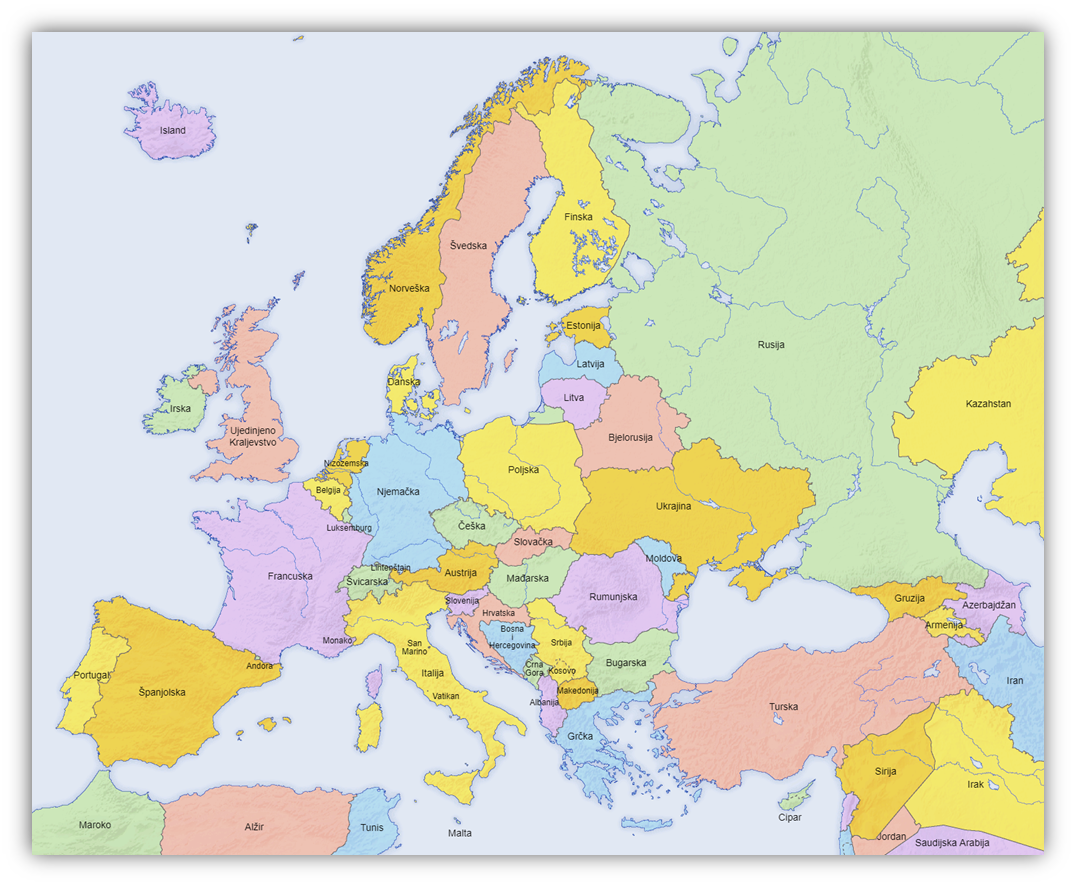 Island
Finska
Švedska
Norveška
Estonija
Rusija
Latvija
Danska
Litva
Kazahstan
Irska
Ujedinjeno
Kraljevstvo
Bjelorusija
Nizozemska
Poljska
Belgija
Njemačka
Ukrajina
Luksemburg
Češka
Slovačka
Moldova
Lihtenštajn
Austrija
Francuska
Švicarska
Mađarska
Rumunjska
Gruzija
Slovenija
Azerbajdžan
Hrvatska
Armenija
Bosna
i
Hercegovina
Monako
San
Marino
Srbija
Andora
Bugarska
Crna
Gora
Kosovo
Portugal
Italija
Iran
Španjolska
Vatikan
Makedonija
Albanija
Turska
Grčka
Sirija
Irak
Cipar
Maroko
Alžir
Tunis
Malta
Jordan
Saudijska Arabija